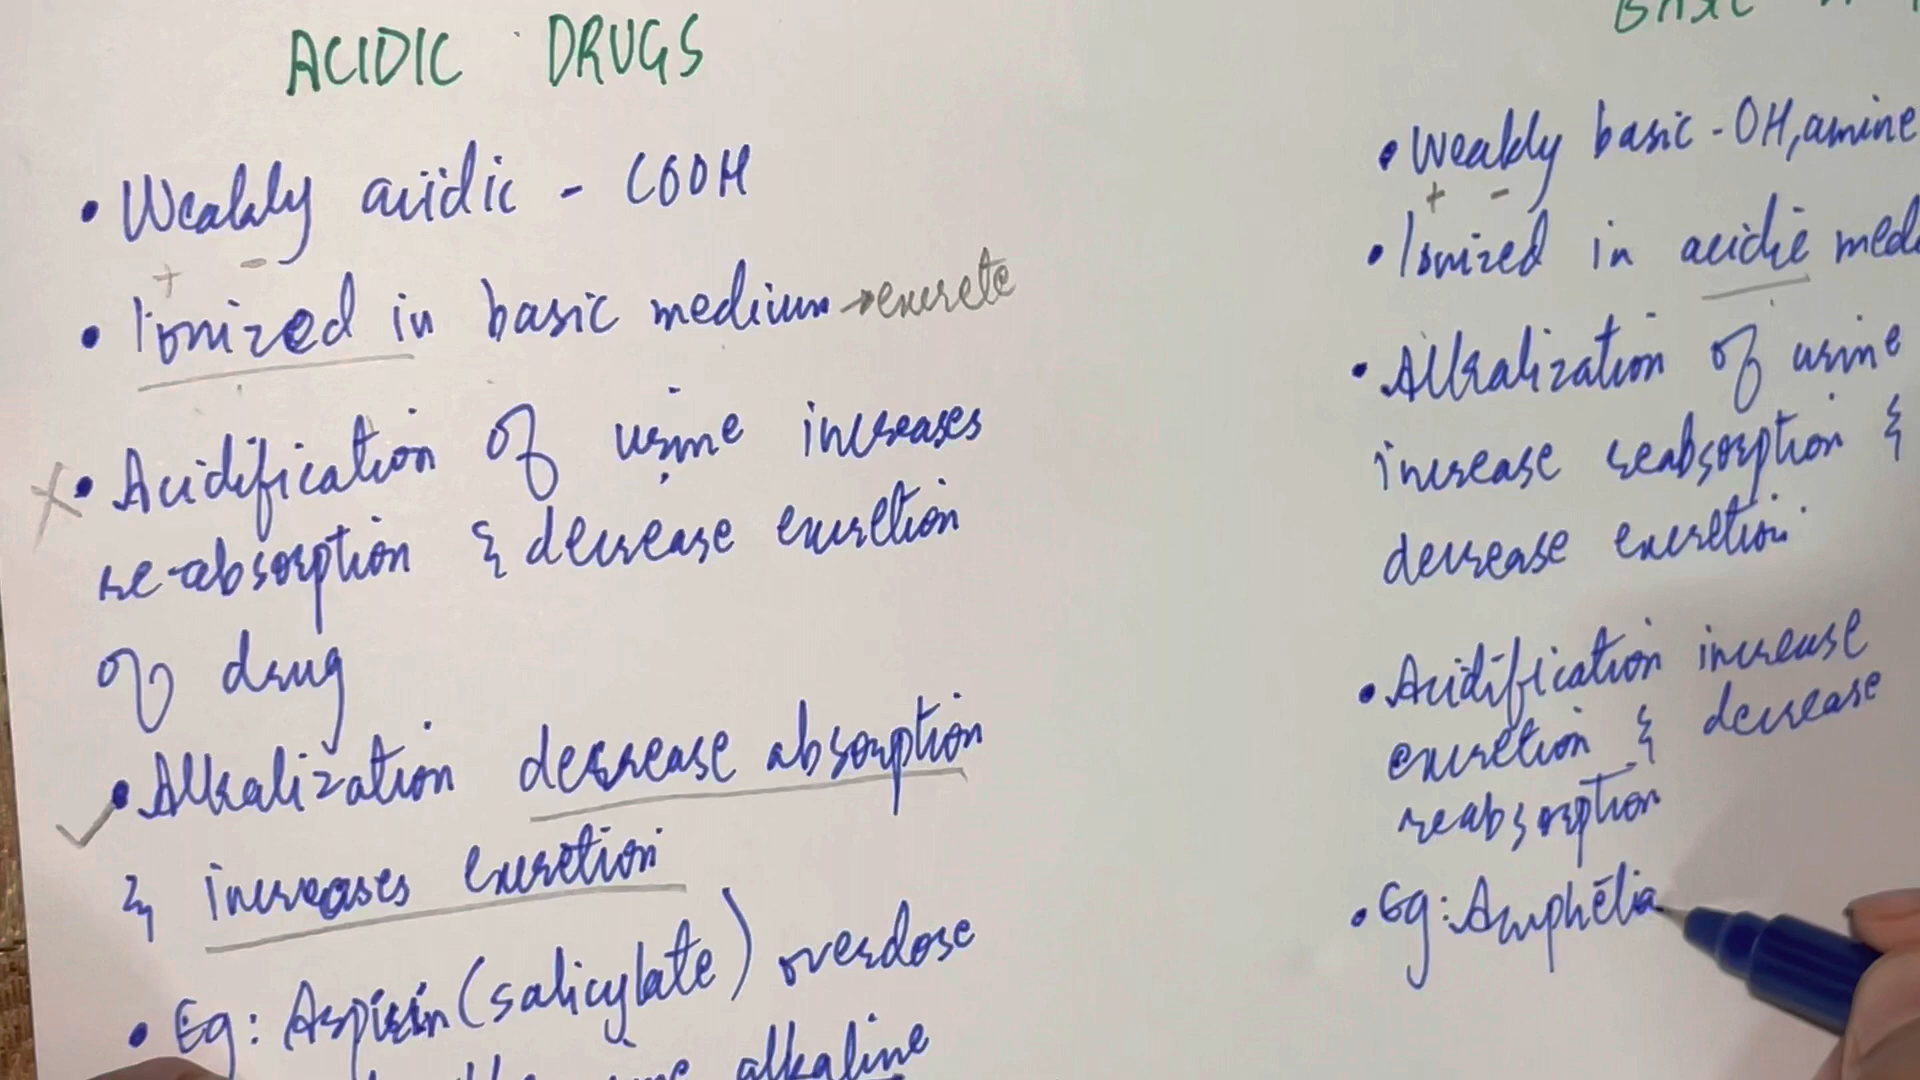 ACIDIC DRUGS
• Weakly acidic - COOH
+ -
• Ionized in basic medium → excrete
X • Acidification of urine increases
re-absorption & decrease excretion
of drug
✓ • Alkalization decrease absorption
& increases excretion
• Eg: Aspirin (salicylate) overdose
alkaline
• Weakly basic - OH, amine
+ -
• Ionized in acidic
• Alkalization of urine
increase reabsorption &
decrease excretion
• Acidification increase
excretion & decrease
reabsorption
• Eg: Amphetia